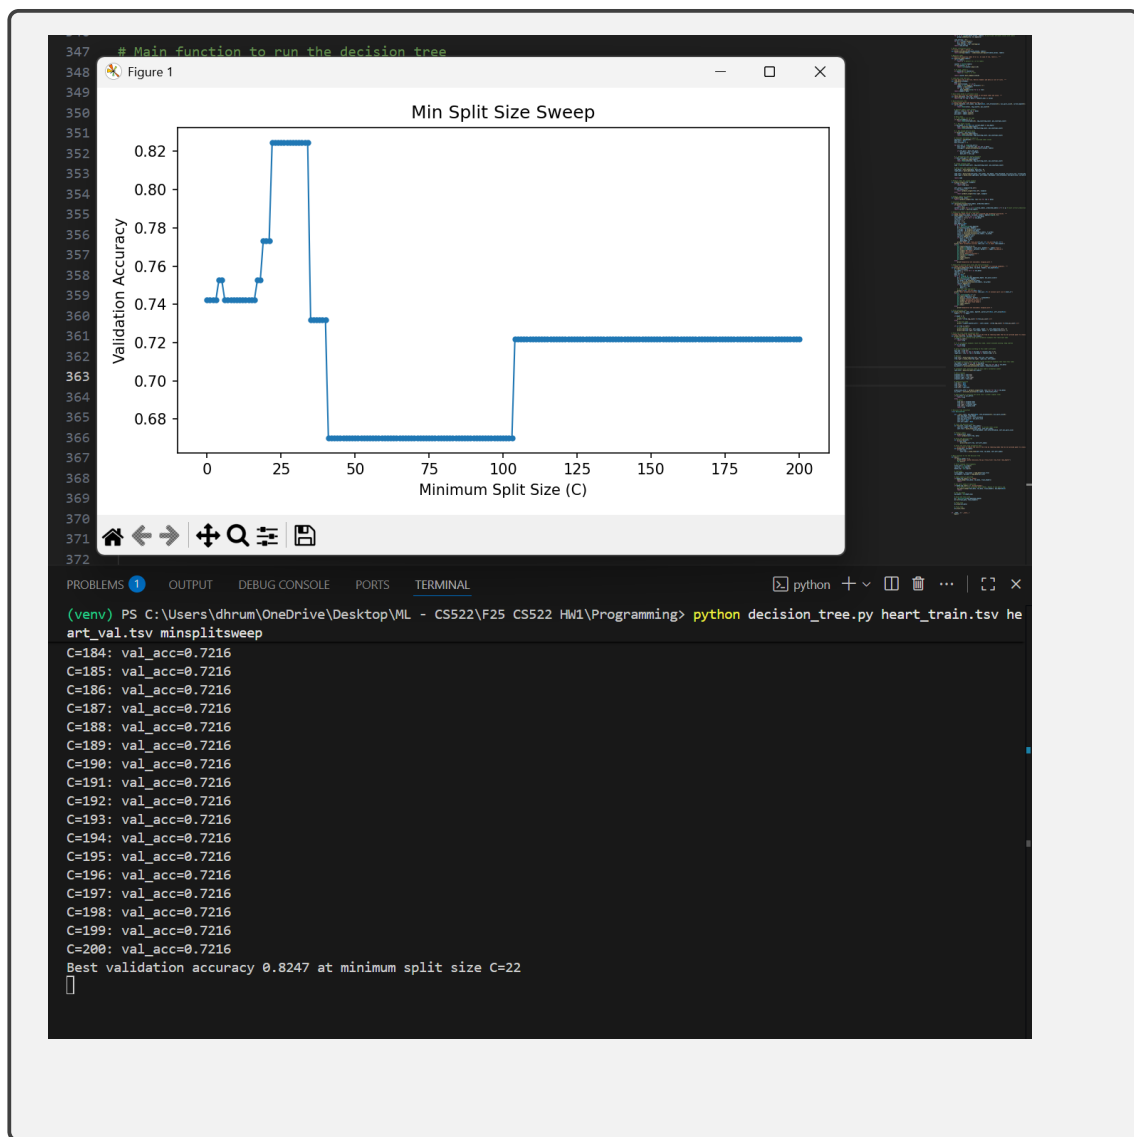 347 # Main function to run the decision tree
348
349
350
351
352
353
354
355
356
357
358
359
360
361
362
363
364
365
366
367
368
369
370
371
372
Figure 1
Min Split Size Sweep
Validation Accuracy
0.82
0.80
0.78
0.76
0.74
0.72
0.70
0.68
0 25 50 75 100 125 150 175 200
Minimum Split Size (C)
PROBLEMS 1 OUTPUT DEBUG CONSOLE PORTS TERMINAL python
(venv) PS C:\Users\dhrum\OneDrive\Desktop\ML - CS522\F25 CS522 HW1\Programming> python decision_tree.py heart_train.tsv he
art_val.tsv minsplitsweep
C=184: val_acc=0.7216
C=185: val_acc=0.7216
C=186: val_acc=0.7216
C=187: val_acc=0.7216
C=188: val_acc=0.7216
C=189: val_acc=0.7216
C=190: val_acc=0.7216
C=191: val_acc=0.7216
C=192: val_acc=0.7216
C=193: val_acc=0.7216
C=194: val_acc=0.7216
C=195: val_acc=0.7216
C=196: val_acc=0.7216
C=197: val_acc=0.7216
C=198: val_acc=0.7216
C=199: val_acc=0.7216
C=200: val_acc=0.7216
Best validation accuracy 0.8247 at minimum split size C=22